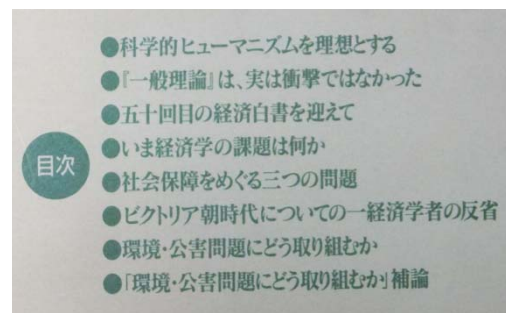 目次
●科学的ヒューマニズムを理想とする
●『一般理論』は、実は衝撃ではなかった
●五十回目の経済白書を迎えて
●いま経済学の課題は何か
●社会保障をめぐる三つの問題
●ビクトリア朝時代についての一経済学者の反省
●環境・公害問題にどう取り組むか
●「環境・公害問題にどう取り組むか」補論